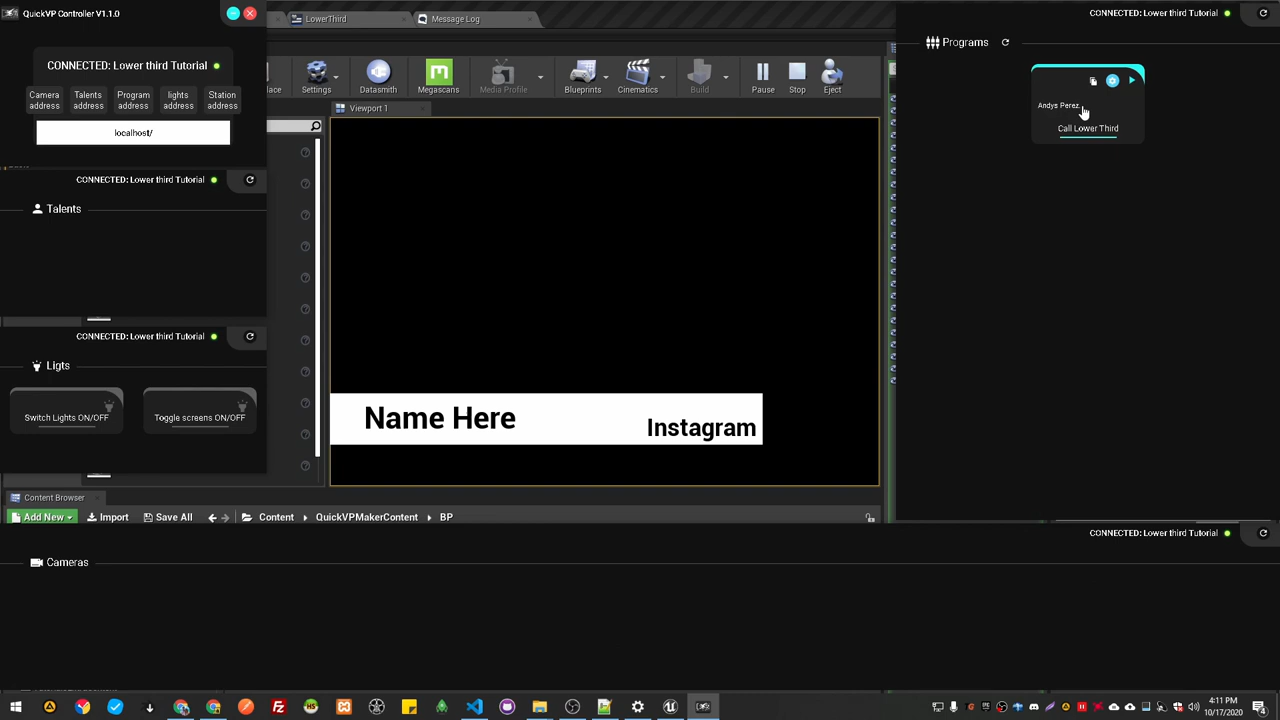 QuickVP Controller V1.1.0
LowerThird
Message Log
CONNECTED: Lower third Tutorial
CONNECTED: Lower third Tutorial
Camera address
Talents address
Program address
lights address
Station address
localhost/
Settings
Datasmith
Megascans
Media Profile
Blueprints
Cinematics
Build
Pause
Stop
Eject
Viewport 1
Programs
Andys Perez
Call Lower Third
CONNECTED: Lower third Tutorial
Talents
CONNECTED: Lower third Tutorial
Ligts
Switch Lights ON/OFF
Toggle screens ON/OFF
Name Here
Instagram
Content Browser
Add New
Import
Save All
Content
QuickVPMakerContent
BP
CONNECTED: Lower third Tutorial
Cameras
4:11 PM
10/17/2020